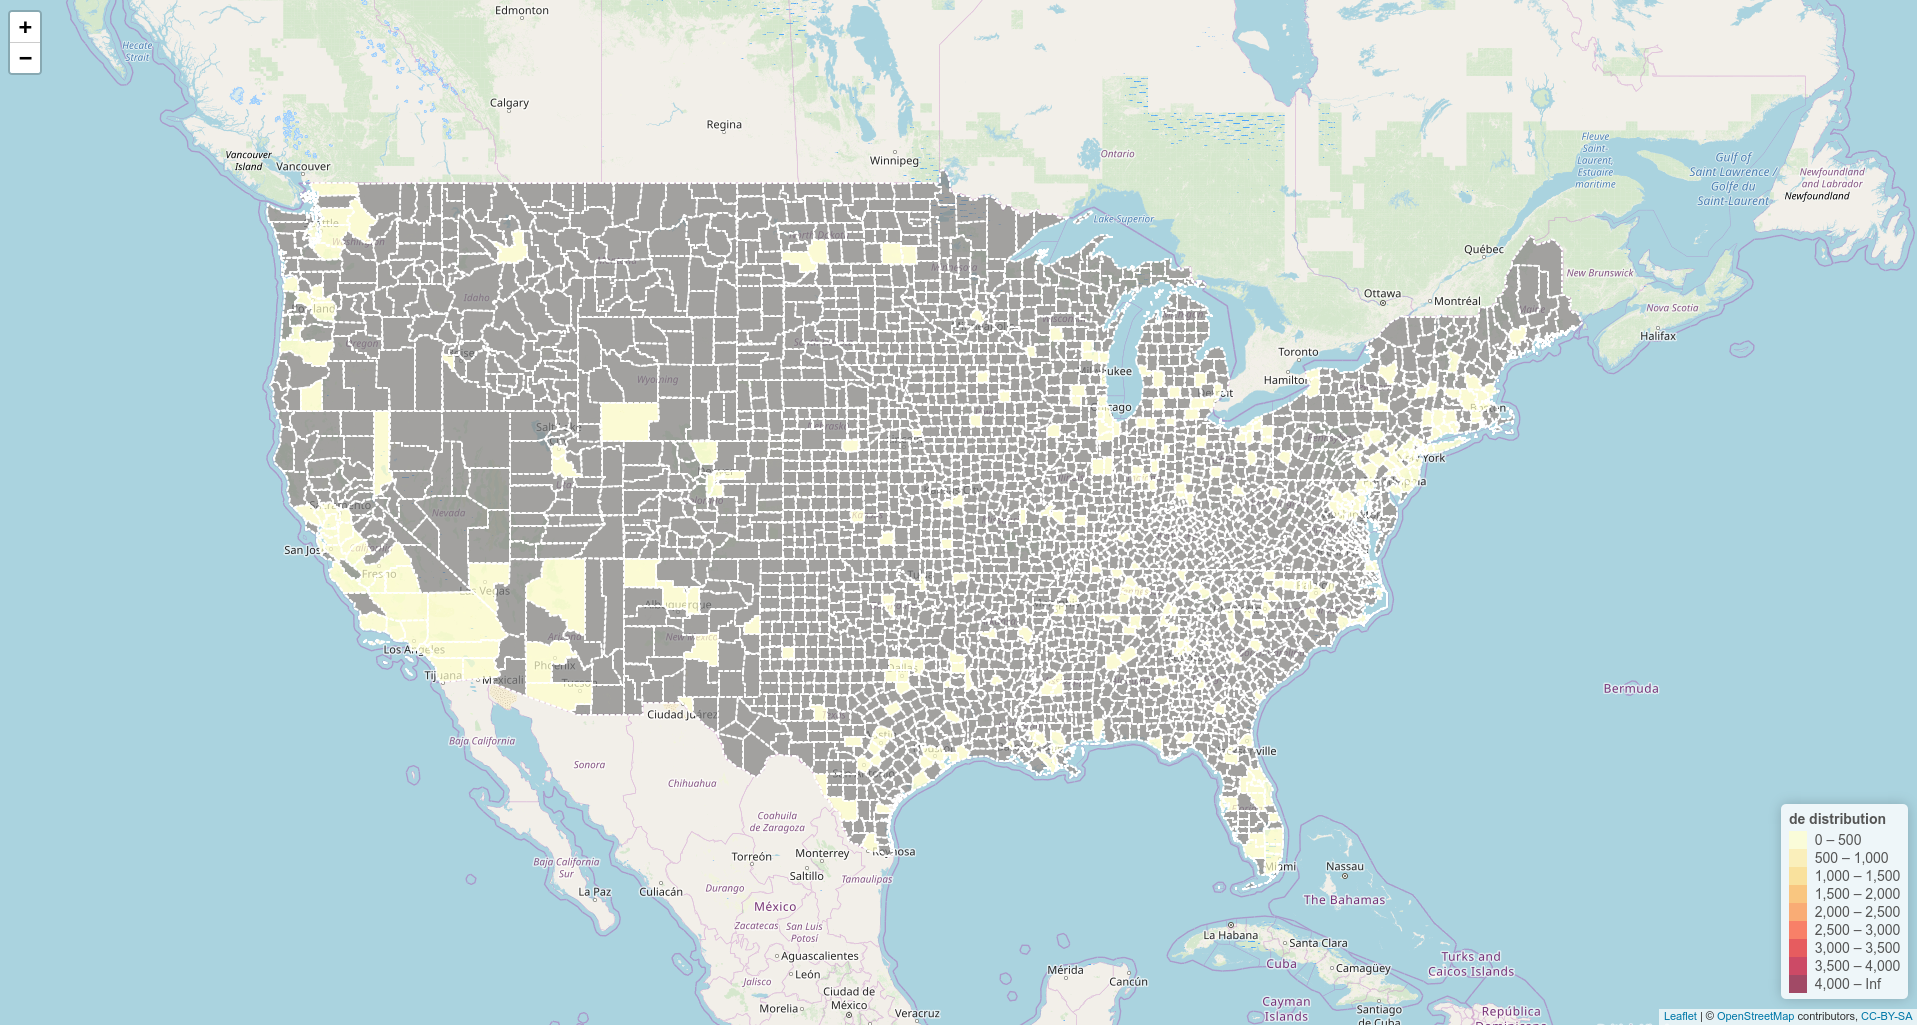 +
−
Edmonton
Hecate
Strait
Calgary
Regina
Winnipeg
Vancouver
Island
Vancouver
Ontario
Fleuve
Saint-
Laurent,
Estuaire
maritime
Gulf of
Saint Lawrence /
Golfe du
Saint-Laurent
Newfoundland
and Labrador
Newfoundland
Lake Superior
Québec
New Brunswick
Ottawa
Montréal
Nova Scotia
Halifax
Toronto
Hamilton
Washington
Idaho
Oregon
Wyoming
Nevada
Sacramento
San Jos
Fresno
Las Vegas
Los Angeles
Tijuana
Mexicali
Phoenix
Tucson
Albuquerque
New Mexico
Ciudad Juárez
Dallas
Miami
Bermuda
Baja California
Sonora
Chihuahua
Coahuila
de Zaragoza
Torreón
Monterrey
Saltillo
Reynosa
Tamaulipas
Baja California
Sur
La Paz
Culiacán
Durango
México
Zacatecas
San Luis
Potosí
Aguascalientes
León
Jalisco
Ciudad de
México
Morelia
Veracruz
Mérida
Cancún
Nassau
The Bahamas
La Habana
Santa Clara
Cuba
Camagüey
Turks and
Caicos Islands
Cayman
Islands
Santiago
de Cuba
República
Dominicana
de distribution
0 – 500
500 – 1,000
1,000 – 1,500
1,500 – 2,000
2,000 – 2,500
2,500 – 3,000
3,000 – 3,500
3,500 – 4,000
4,000 – Inf
Leaflet | © OpenStreetMap contributors, CC-BY-SA